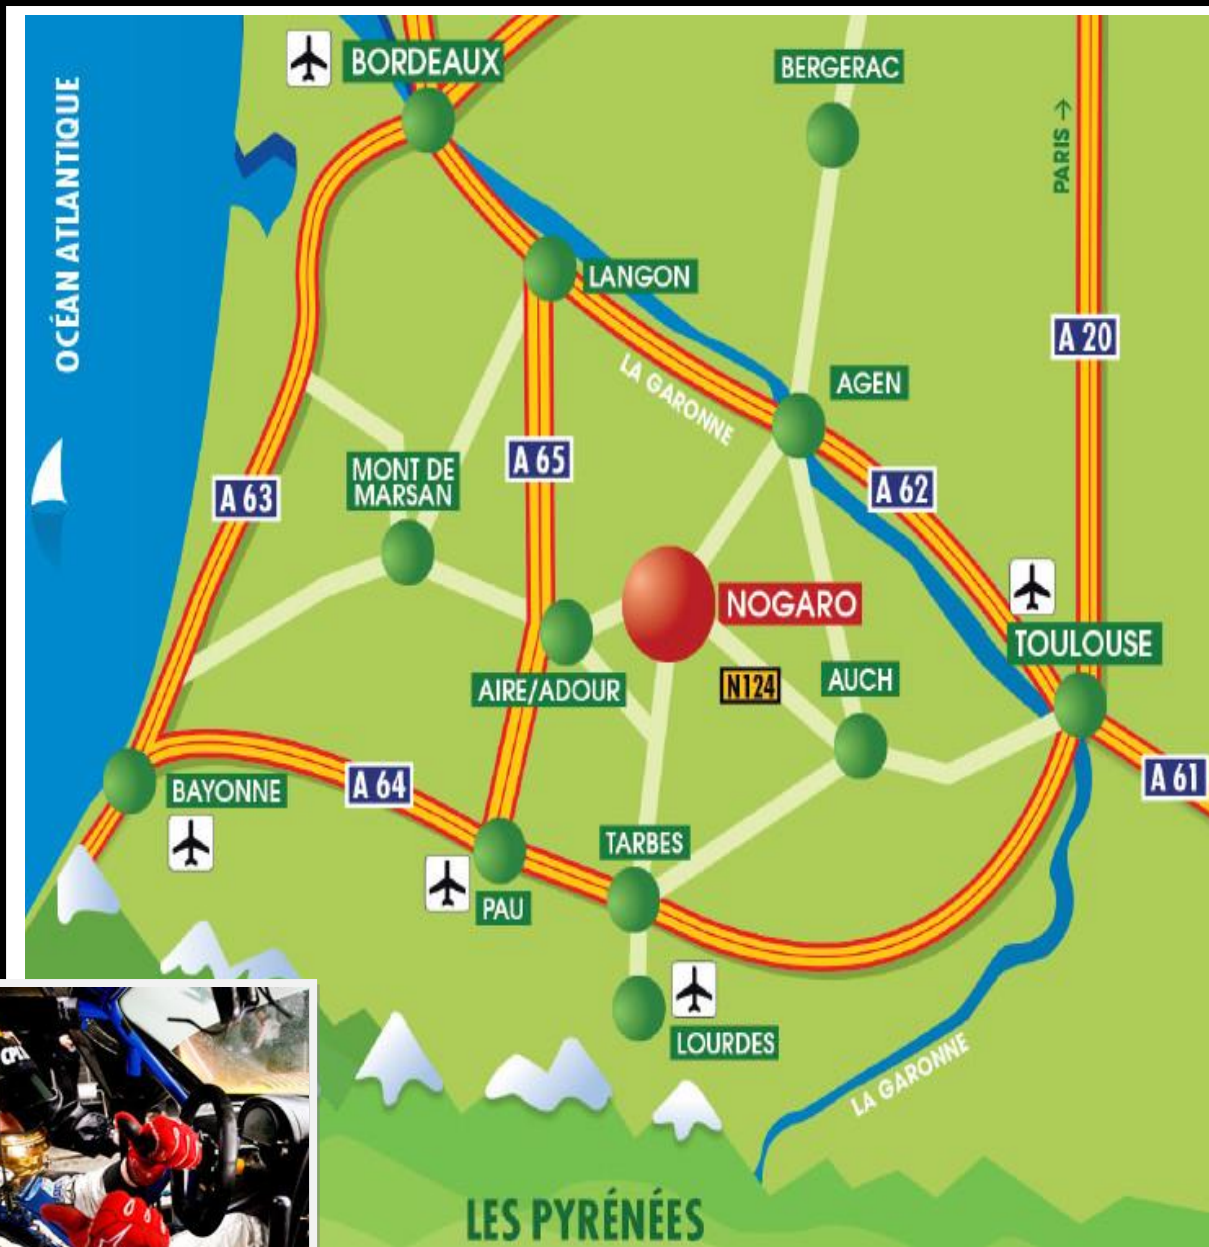 BORDEAUX
BERGERAC
OCÉAN ATLANTIQUE
PARIS →
LANGON
A 20
LA GARONNE
AGEN
MONT DE
MARSAN
A 65
A 63
A 62
NOGARO
TOULOUSE
AIRE/ADOUR
N124
AUCH
BAYONNE
A 64
A 61
TARBES
PAU
LOURDES
LA GARONNE
LES PYRÉNÉES